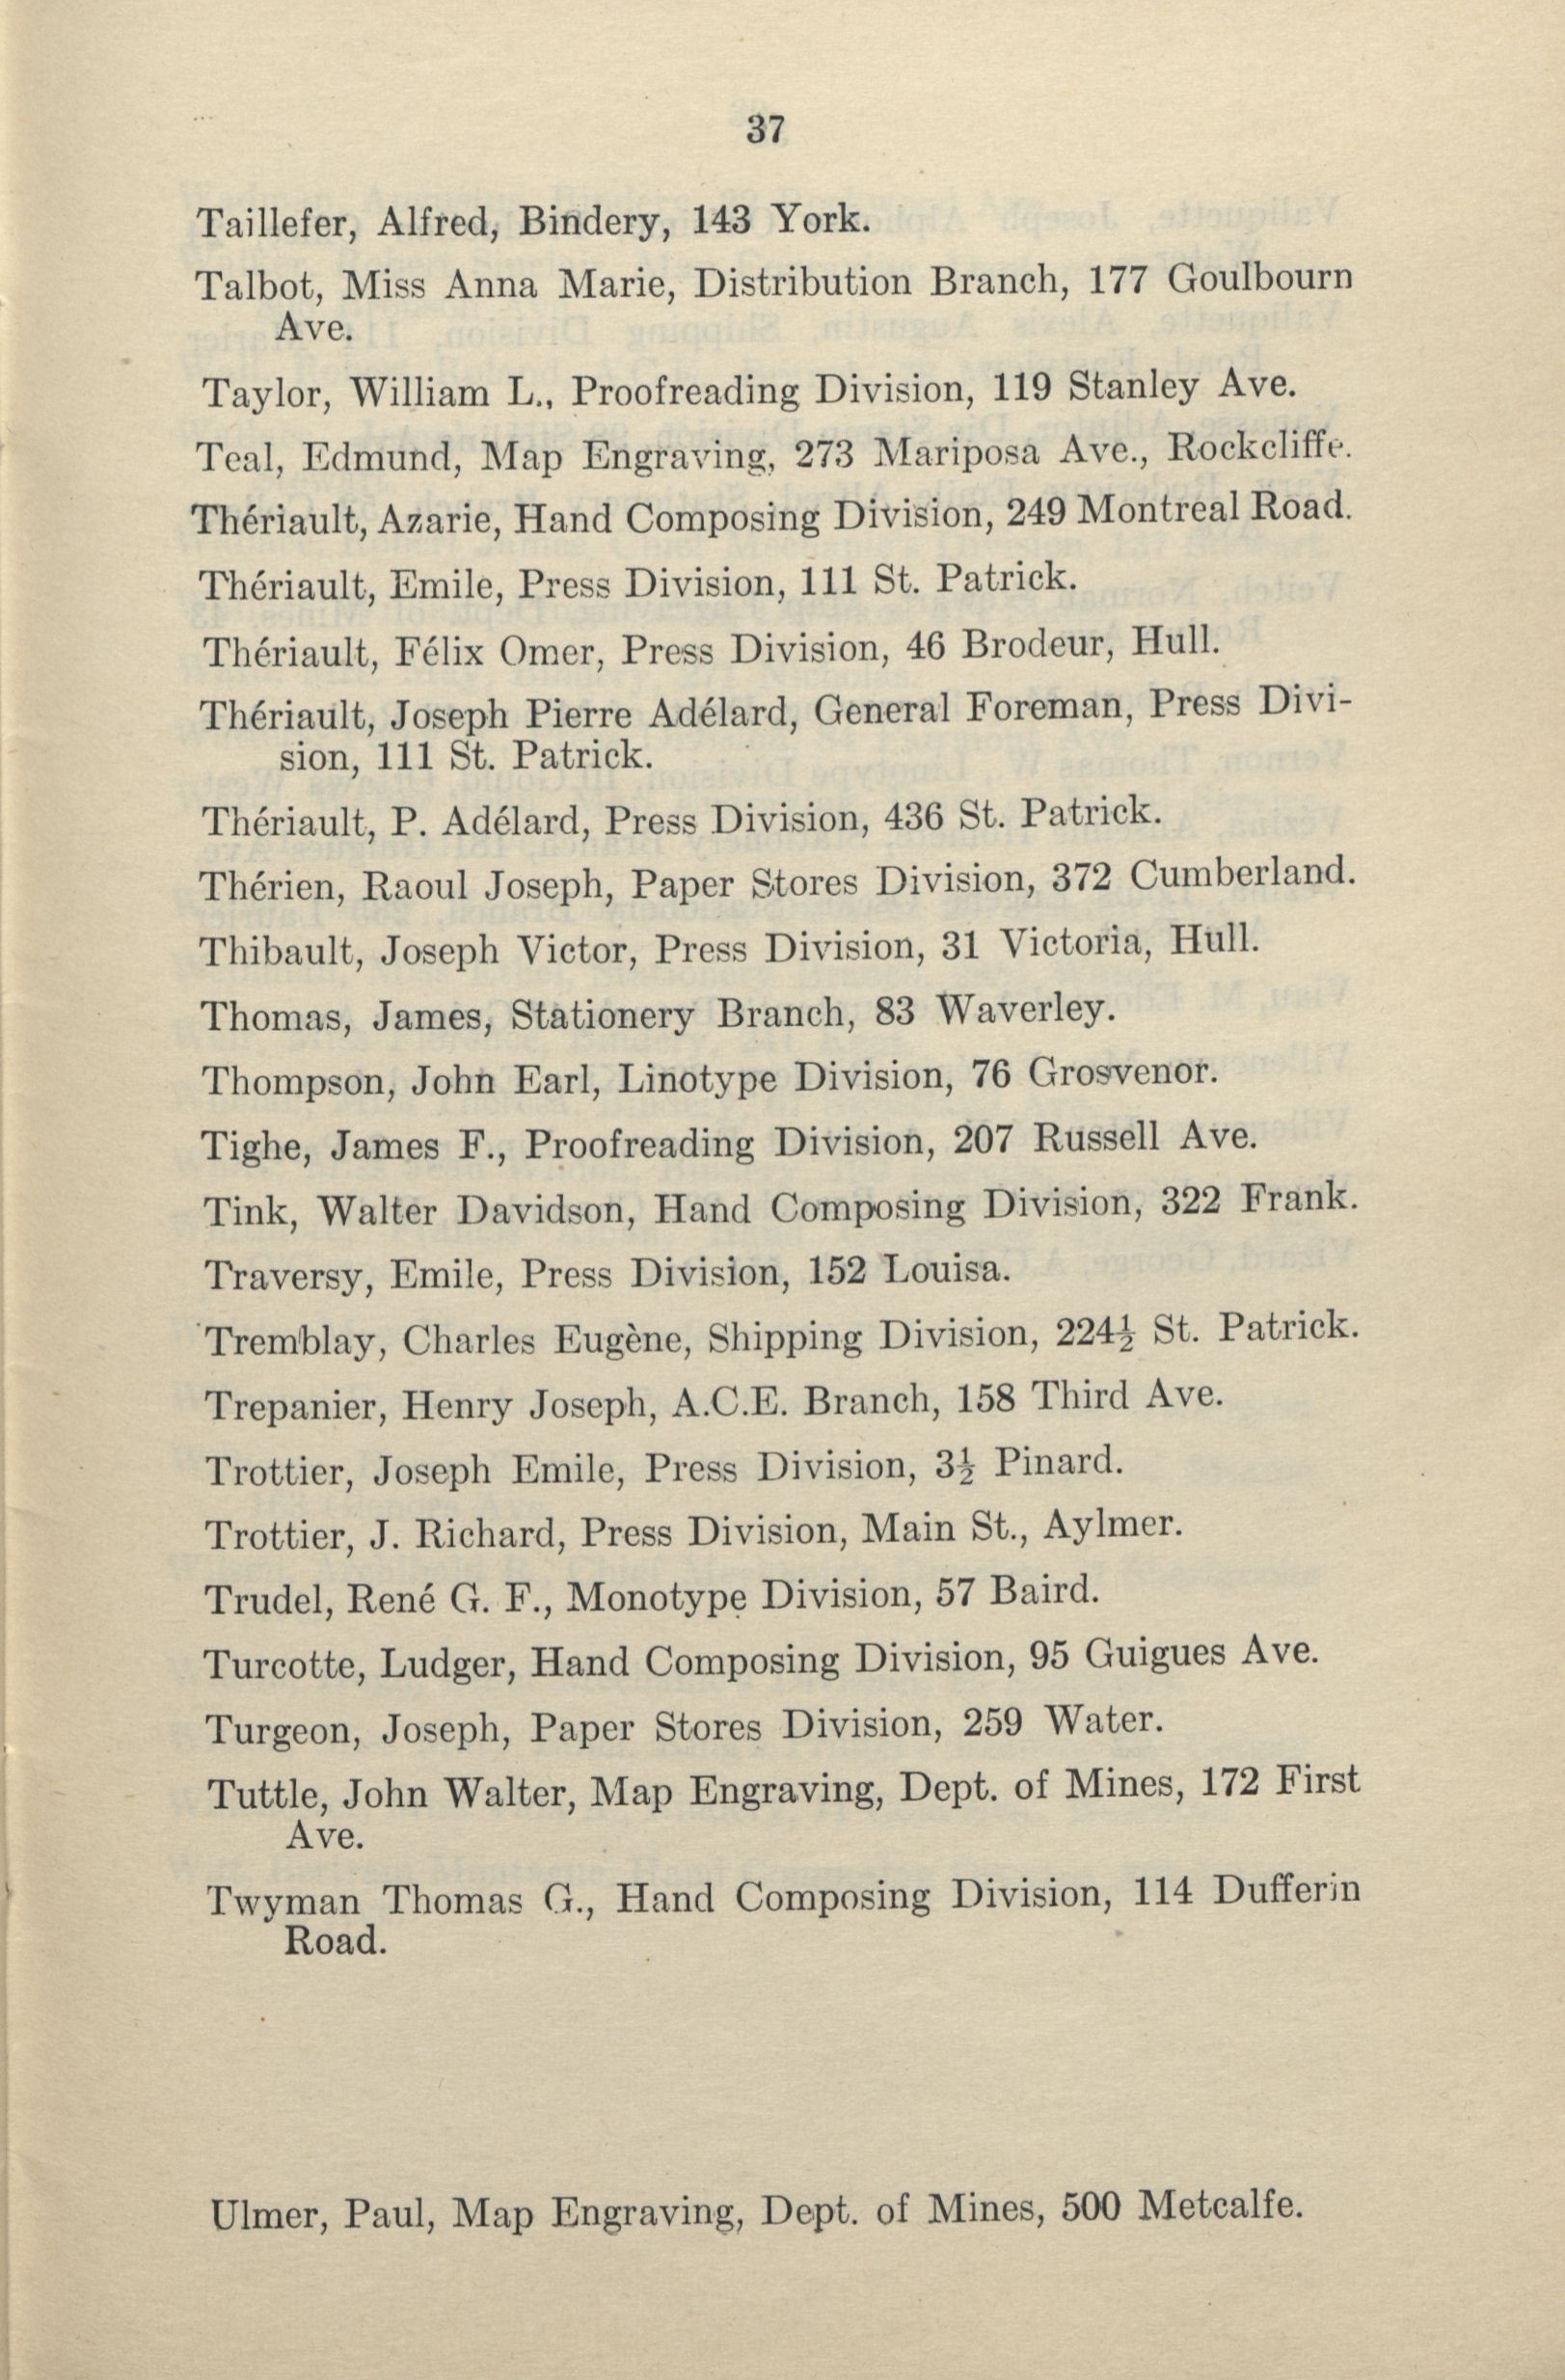 37
Taillefer, Alfred, Bindery, 143 York.
Talbot, Miss Anna Marie, Distribution Branch, 177 Goulbourn
Ave.
Taylor, William L., Proofreading Division, 119 Stanley Ave.
Teal, Edmund, Map Engraving, 273 Mariposa Ave., Rockcliffe.
Thériault, Azarie, Hand Composing Division, 249 Montreal Road.
Thériault, Emile, Press Division, 111 St. Patrick.
Thériault, Félix Omer, Press Division, 46 Brodeur, Hull.
Thériault, Joseph Pierre Adélard, General Foreman, Press Divi-
sion, 111 St. Patrick.
Thériault, P. Adélard, Press Division, 436 St. Patrick.
Thérien, Raoul Joseph, Paper Stores Division, 372 Cumberland.
Thibault, Joseph Victor, Press Division, 31 Victoria, Hull.
Thomas, James, Stationery Branch, 83 Waverley.
Thompson, John Earl, Linotype Division, 76 Grosvenor.
Tighe, James F., Proofreading Division, 207 Russell Ave.
Tink, Walter Davidson, Hand Composing Division, 322 Frank.
Traversy, Emile, Press Division, 152 Louisa.
Tremblay, Charles Eugène, Shipping Division, 224½ St. Patrick.
Trepanier, Henry Joseph, A.C.E. Branch, 158 Third Ave.
Trottier, Joseph Emile, Press Division, 3½ Pinard.
Trottier, J. Richard, Press Division, Main St., Aylmer.
Trudel, René G. F., Monotype Division, 57 Baird.
Turcotte, Ludger, Hand Composing Division, 95 Guigues Ave.
Turgeon, Joseph, Paper Stores Division, 259 Water.
Tuttle, John Walter, Map Engraving, Dept. of Mines, 172 First
Ave.
Twyman Thomas G., Hand Composing Division, 114 Dufferin
Road.
Ulmer, Paul, Map Engraving, Dept. of Mines, 500 Metcalfe.